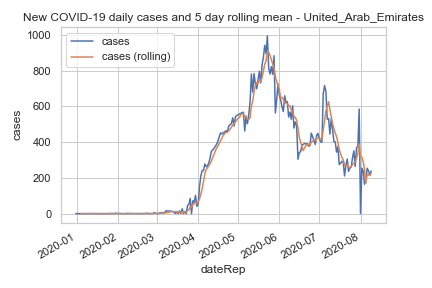 New COVID-19 daily cases and 5 day rolling mean - United_Arab_Emirates
cases
cases (rolling)
1000
800
600
400
200
0
cases
2020-01
2020-02
2020-03
2020-04
2020-05
2020-06
2020-07
2020-08
dateRep